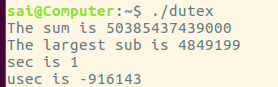 sai@Computer:~$ ./dutex
The sum is 50385437439000
The largest sub is 4849199
sec is 1
usec is -916143